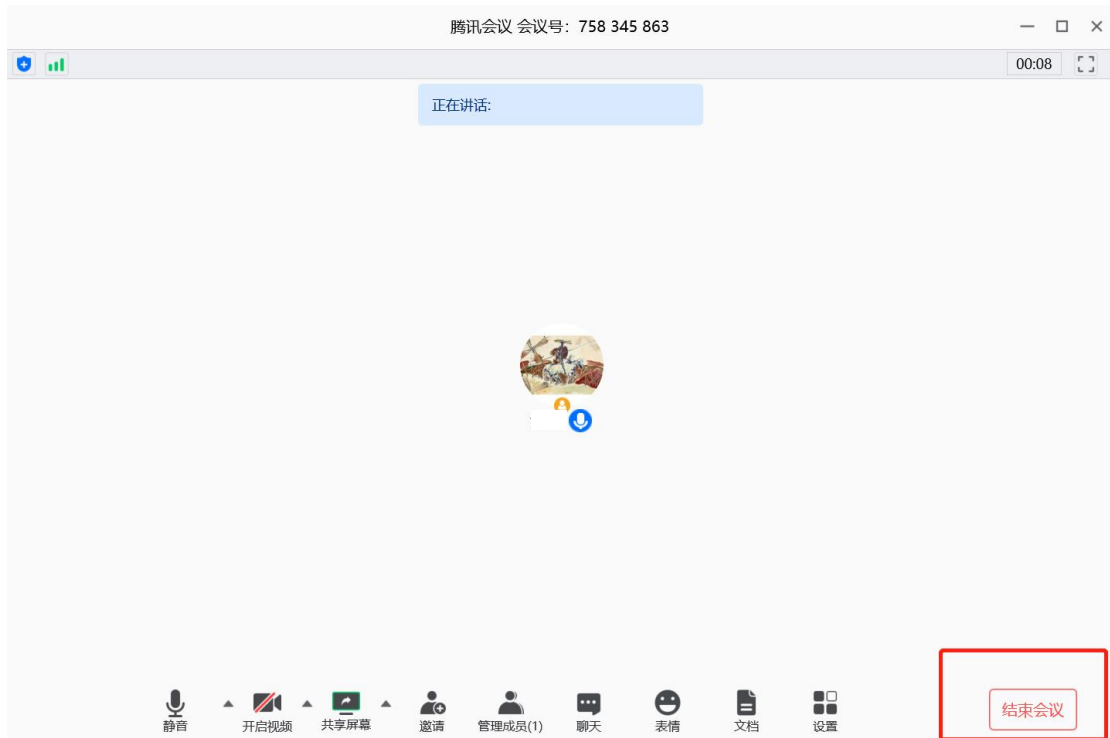 腾讯会议 会议号：758 345 863
00:08
正在讲话:
静音
开启视频
共享屏幕
邀请
管理成员(1)
聊天
表情
文档
设置
结束会议